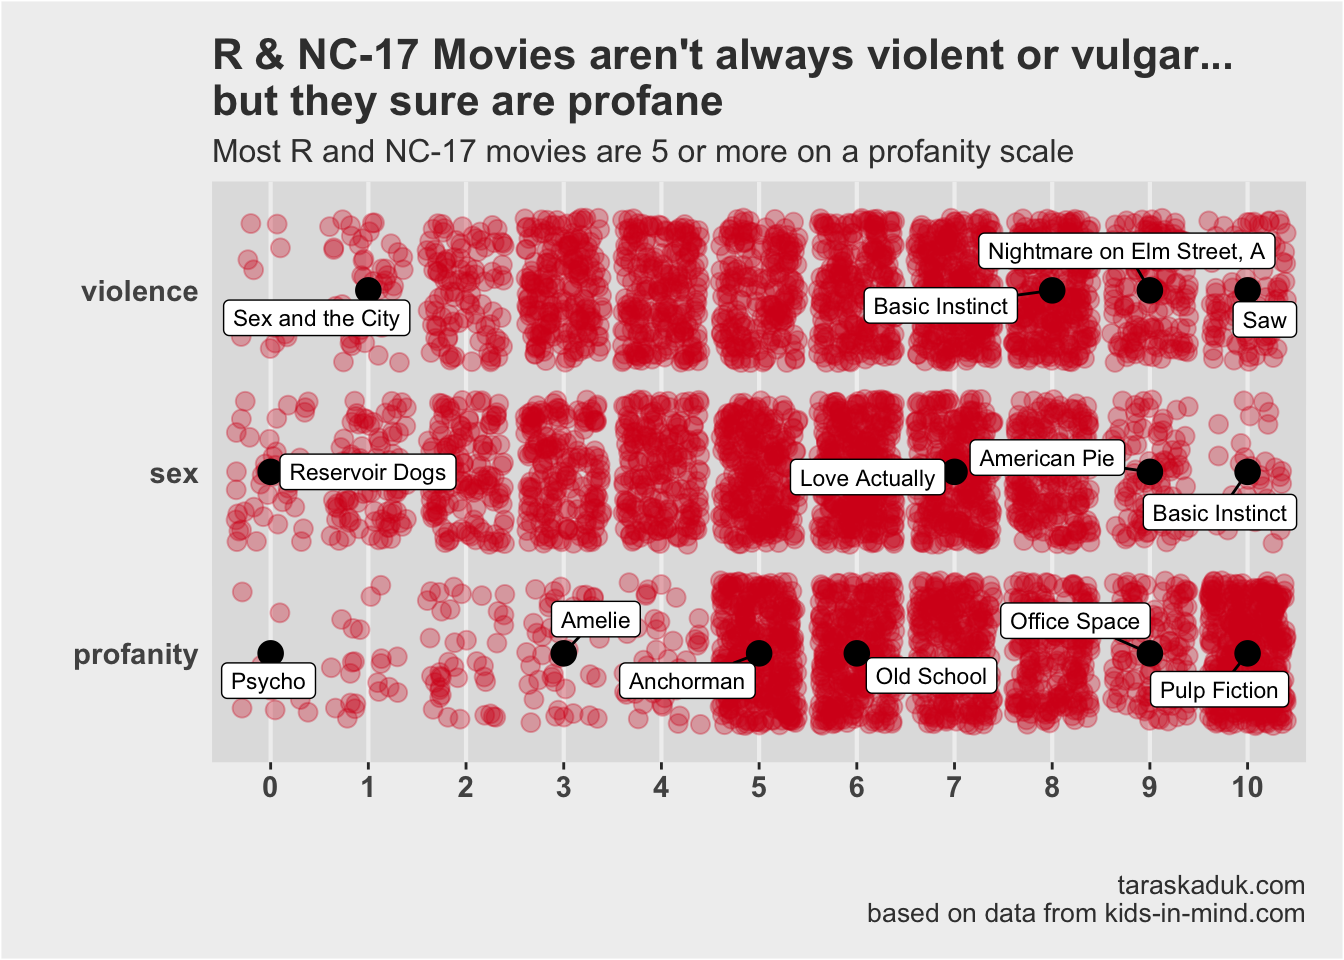 R & NC-17 Movies aren't always violent or vulgar...
but they sure are profane
Most R and NC-17 movies are 5 or more on a profanity scale
violence
Nightmare on Elm Street, A
Basic Instinct
Sex and the City
Saw
sex
Reservoir Dogs
Love Actually
American Pie
Basic Instinct
profanity
Amelie
Office Space
Psycho
Anchorman
Old School
Pulp Fiction
0 1 2 3 4 5 6 7 8 9 10
taraskaduk.com
based on data from kids-in-mind.com